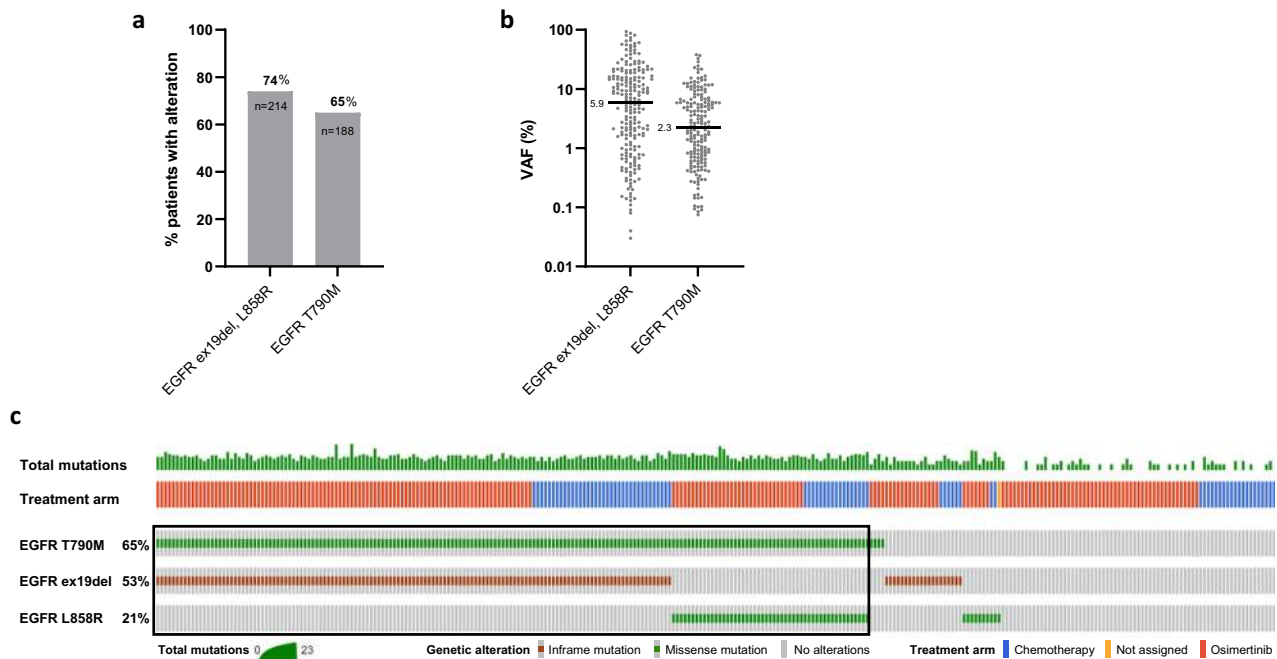 a
% patients with alteration
100
80
60
40
20
0
74%
n=214
65%
n=188
EGFR ex19del, L858R
EGFR T790M
b
VAF (%)
100
10
1
0.1
0.01
5.9
2.3
EGFR ex19del, L858R
EGFR T790M
c
Total mutations
Treatment arm
EGFR T790M 65%
EGFR ex19del 53%
EGFR L858R 21%
Total mutations 0 23 Genetic alteration Inframe mutation Missense mutation No alterations Treatment arm Chemotherapy Not assigned Osimertinib